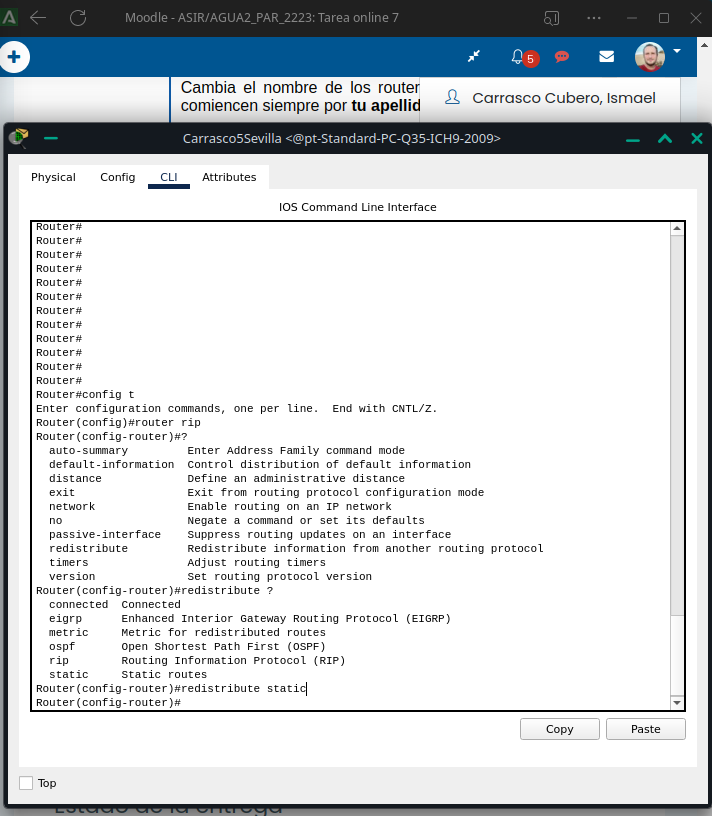 Moodle - ASIR/AGUA2_PAR_2223: Tarea online 7
5
Cambia el nombre de los router
comiencen siempre por tu apellid
Carrasco Cubero, Ismael
Carrasco5Sevilla <@pt-Standard-PC-Q35-ICH9-2009>
Physical Config CLI Attributes
IOS Command Line Interface
Router#
Router#
Router#
Router#
Router#
Router#
Router#
Router#
Router#
Router#
Router#
Router#
Router#config t
Enter configuration commands, one per line.  End with CNTL/Z.
Router(config)#router rip
Router(config-router)#?
  auto-summary         Enter Address Family command mode
  default-information  Control distribution of default information
  distance             Define an administrative distance
  exit                 Exit from routing protocol configuration mode
  network              Enable routing on an IP network
  no                   Negate a command or set its defaults
  passive-interface    Suppress routing updates on an interface
  redistribute         Redistribute information from another routing protocol
  timers               Adjust routing timers
  version              Set routing protocol version
Router(config-router)#redistribute ?
  connected  Connected
  eigrp      Enhanced Interior Gateway Routing Protocol (EIGRP)
  metric     Metric for redistributed routes
  ospf       Open Shortest Path First (OSPF)
  rip        Routing Information Protocol (RIP)
  static     Static routes
Router(config-router)#redistribute static
Router(config-router)#
Copy Paste
Top
Estado de la entrega